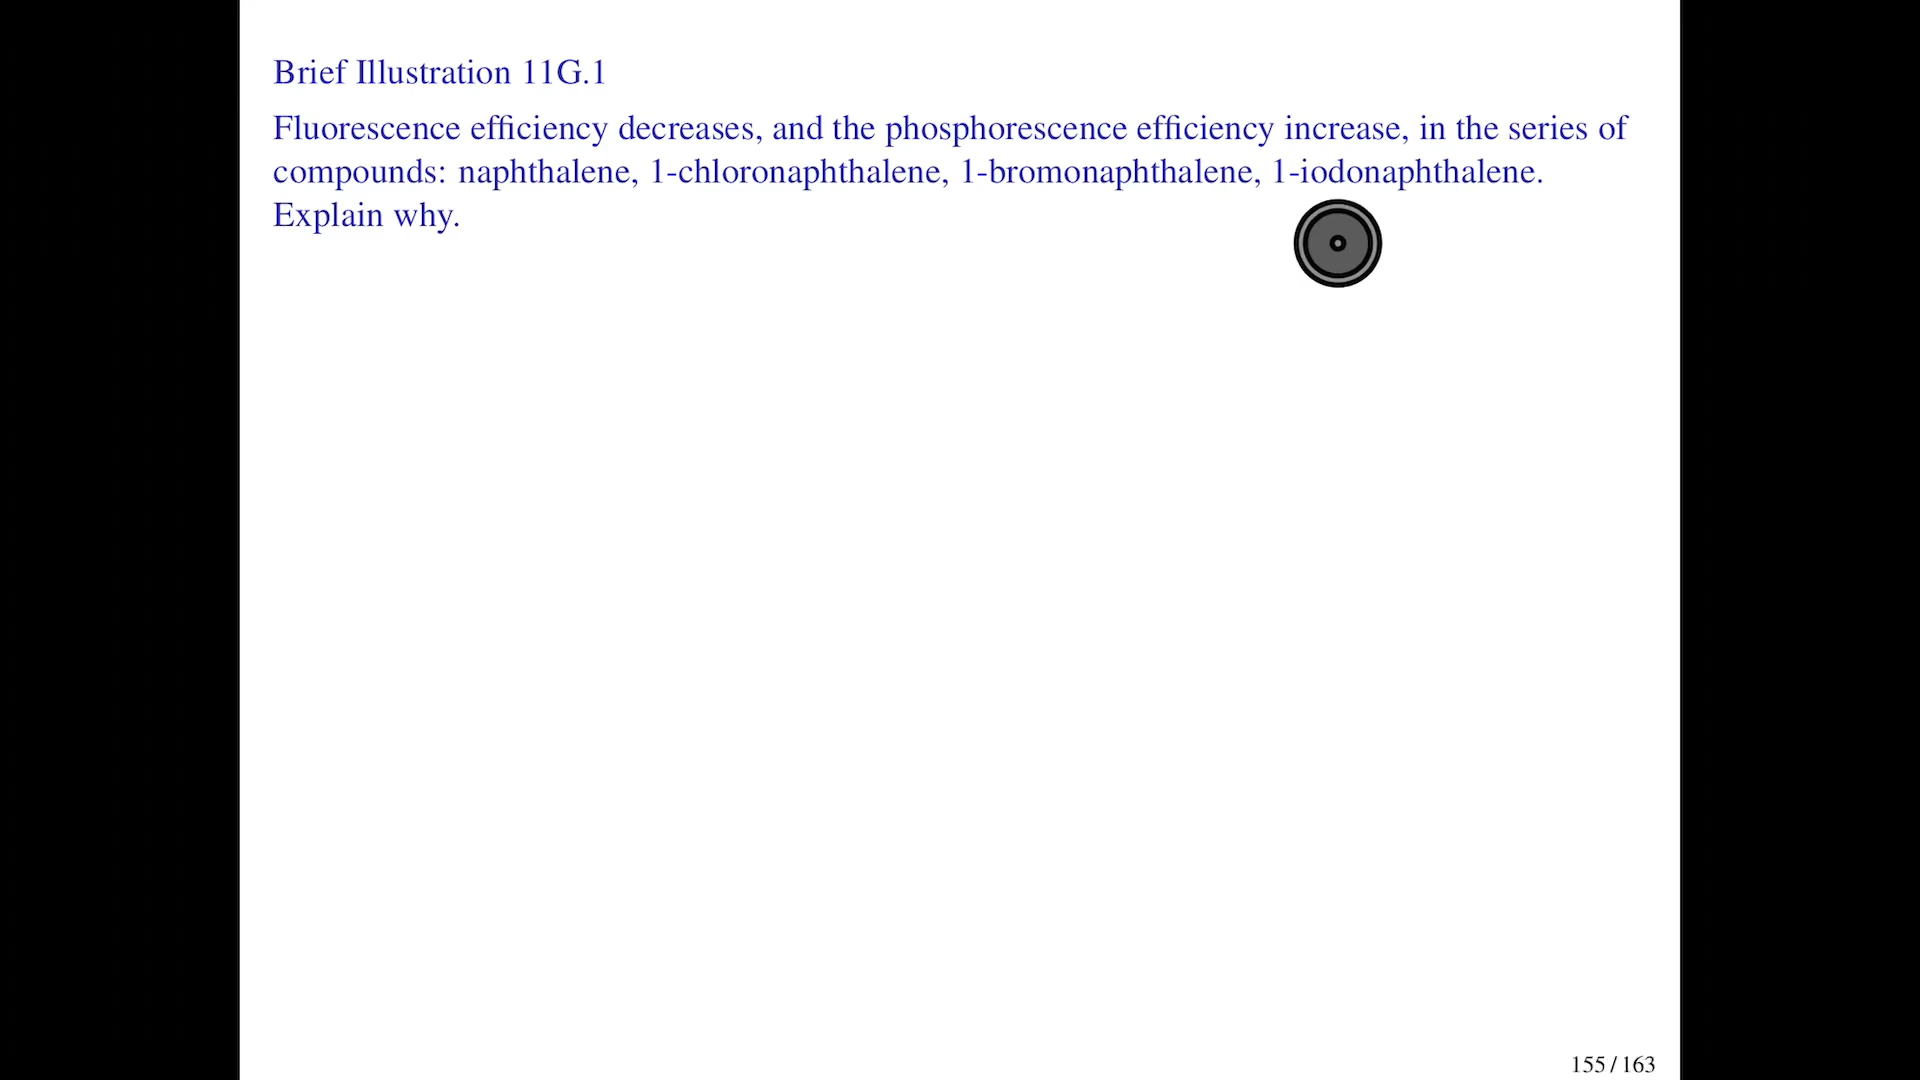 Brief Illustration 11G.1
Fluorescence efficiency decreases, and the phosphorescence efficiency increase, in the series of
compounds: naphthalene, 1-chloronaphthalene, 1-bromonaphthalene, 1-iodonaphthalene.
Explain why.
155 / 163